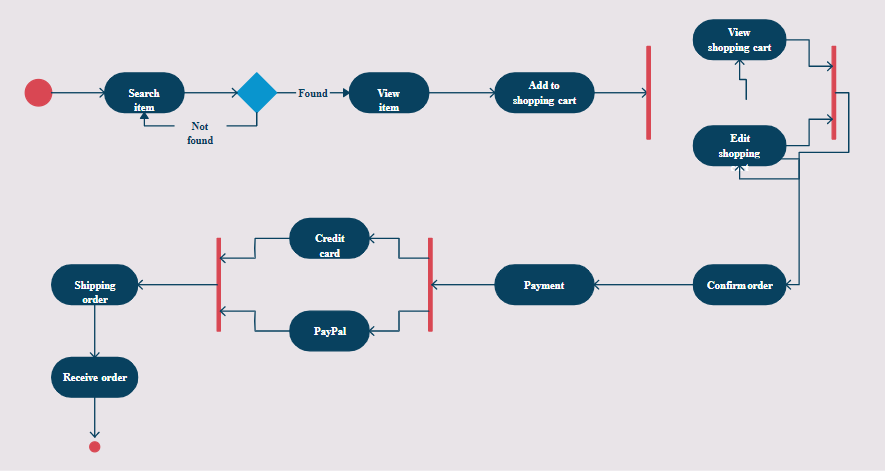 View
shopping cart
Search
item
Found
View
item
Add to
shopping cart
Not
found
Edit
shopping
Credit
card
Shipping
order
Payment
Confirm order
PayPal
Receive order